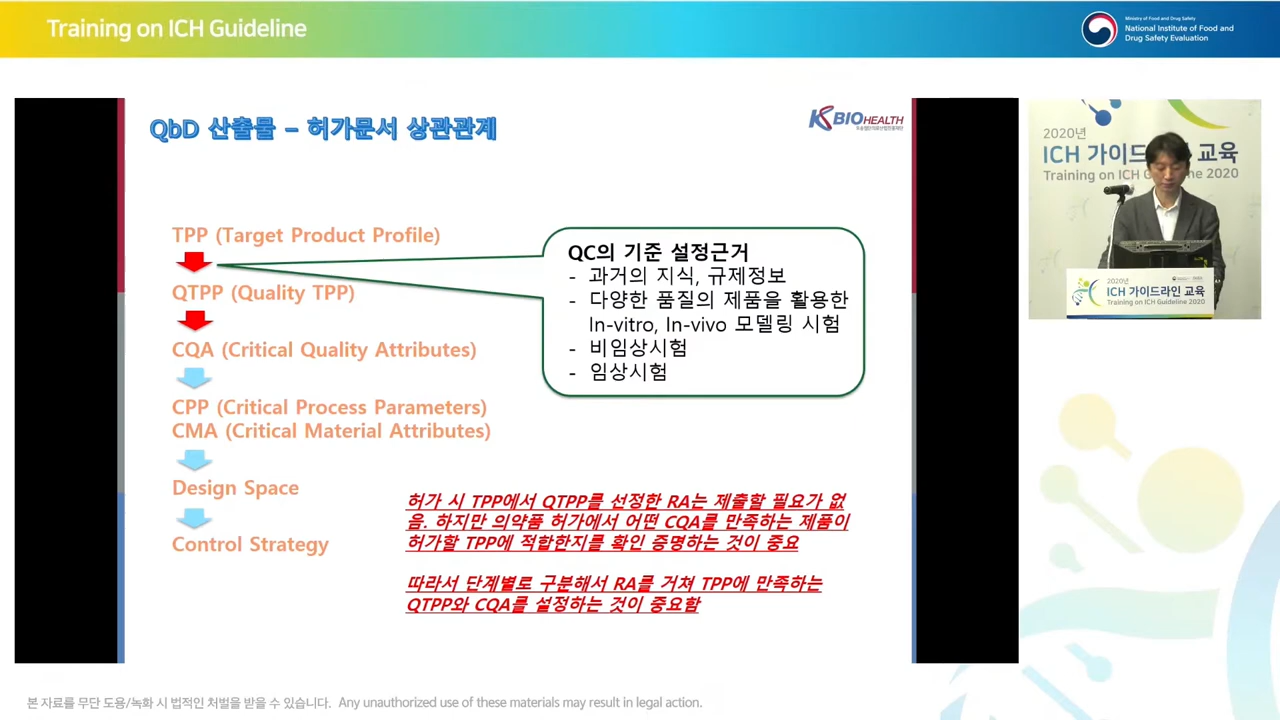 Training on ICH Guideline
Ministry of Food and Drug Safety
National Institute of Food and
Drug Safety Evaluation
QbD 산출물 – 허가문서 상관관계
KBIOHEALTH
TPP (Target Product Profile)
QTPP (Quality TPP)
CQA (Critical Quality Attributes)
CPP (Critical Process Parameters)
CMA (Critical Material Attributes)
Design Space
Control Strategy
QC의 기준 설정근거
- 과거의 지식, 규제정보
- 다양한 품질의 제품을 활용한
In-vitro, In-vivo 모델링 시험
- 비임상시험
- 임상시험
허가 시 TPP에서 QTPP를 선정한 RA는 제출할 필요가 없
음. 하지만 의약품 허가에서 어떤 CQA를 만족하는 제품이
허가할 TPP에 적합한지를 확인 증명하는 것이 중요
따라서 단계별로 구분해서 RA를 거쳐 TPP에 만족하는
QTPP와 CQA를 설정하는 것이 중요함
2020년
ICH 가이드라인 교육
Training on ICH Guideline 2020
2020년
ICH 가이드라인 교육
Training on ICH Guideline 2020
본 자료를 무단 도용/녹화 시 법적인 처벌을 받을 수 있습니다. Any unauthorized use of these materials may result in legal action.